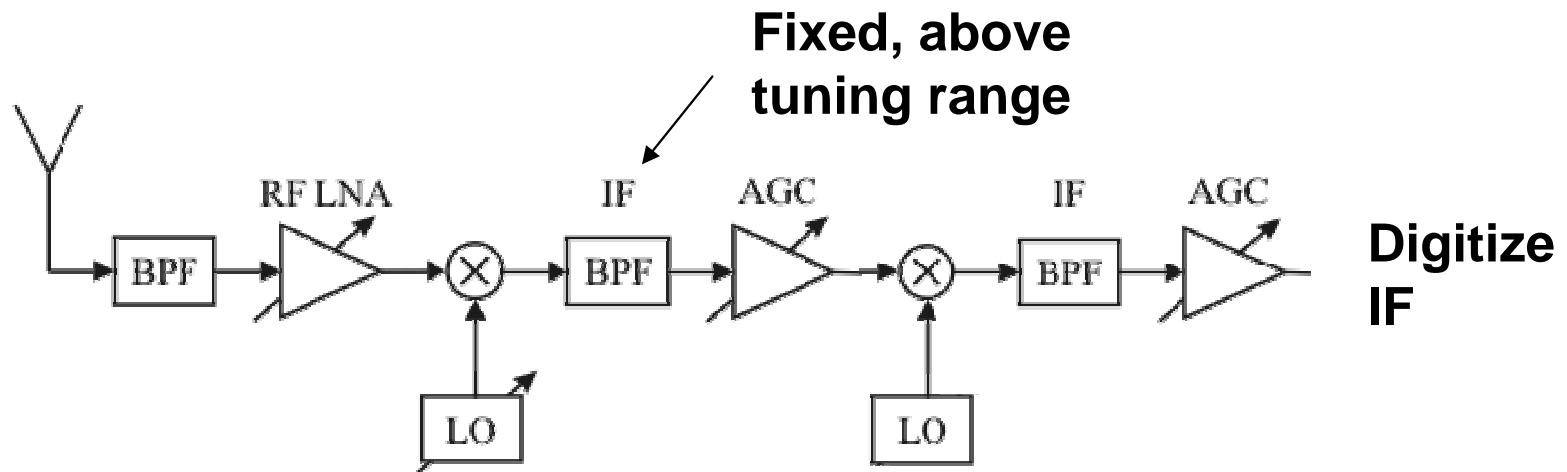 Fixed, above
tuning range
RF LNA
IF
AGC
IF
AGC
BPF
BPF
BPF
Digitize
IF
LO
LO